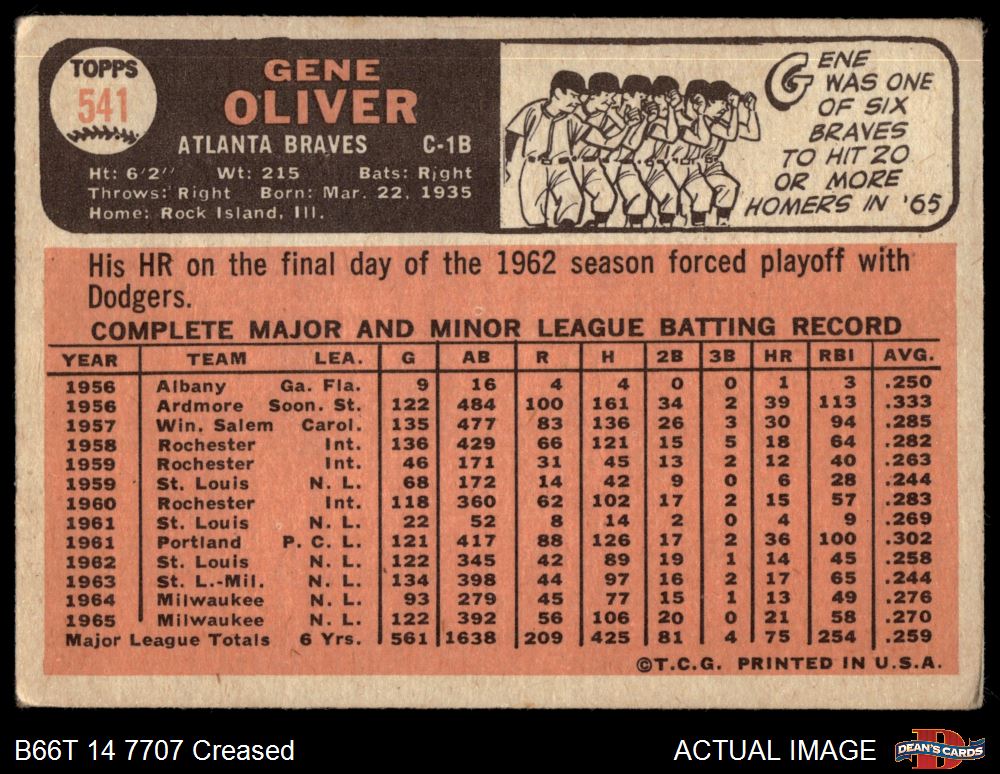 TOPPS
541
GENE
OLIVER
ATLANTA BRAVES C-1B
Ht: 6'2" Wt: 215 Bats: Right
Throws: Right Born: Mar. 22, 1935
Home: Rock Island, Ill.
GENE
WAS ONE
OF SIX
BRAVES
TO HIT 20
OR MORE
HOMERS IN '65
His HR on the final day of the 1962 season forced playoff with
Dodgers.
COMPLETE MAJOR AND MINOR LEAGUE BATTING RECORD
YEAR TEAM LEA. G AB R H 2B 3B HR RBI AVG.
1956 Albany Ga. Fla. 9 16 4 4 0 0 1 3 .250
1956 Ardmore Soon. St. 122 484 100 161 34 2 39 113 .333
1957 Win. Salem Carol. 135 477 83 136 26 3 30 94 .285
1958 Rochester Int. 136 429 66 121 15 5 18 64 .282
1959 Rochester Int. 46 171 31 45 13 2 12 40 .263
1959 St. Louis N. L. 68 172 14 42 9 0 6 28 .244
1960 Rochester Int. 118 360 62 102 17 2 15 57 .283
1961 St. Louis N. L. 22 52 8 14 2 0 4 9 .269
1961 Portland P. C. L. 121 417 88 126 17 2 36 100 .302
1962 St. Louis N. L. 122 345 42 89 19 1 14 45 .258
1963 St. L.-Mil. N. L. 134 398 44 97 16 2 17 65 .244
1964 Milwaukee N. L. 93 279 45 77 15 1 13 49 .276
1965 Milwaukee N. L. 122 392 56 106 20 0 21 58 .270
Major League Totals 6 Yrs. 561 1638 209 425 81 4 75 254 .259
©T.C.G. PRINTED IN U.S.A.
B66T 14 7707 Creased
ACTUAL IMAGE
DEAN'S CARDS